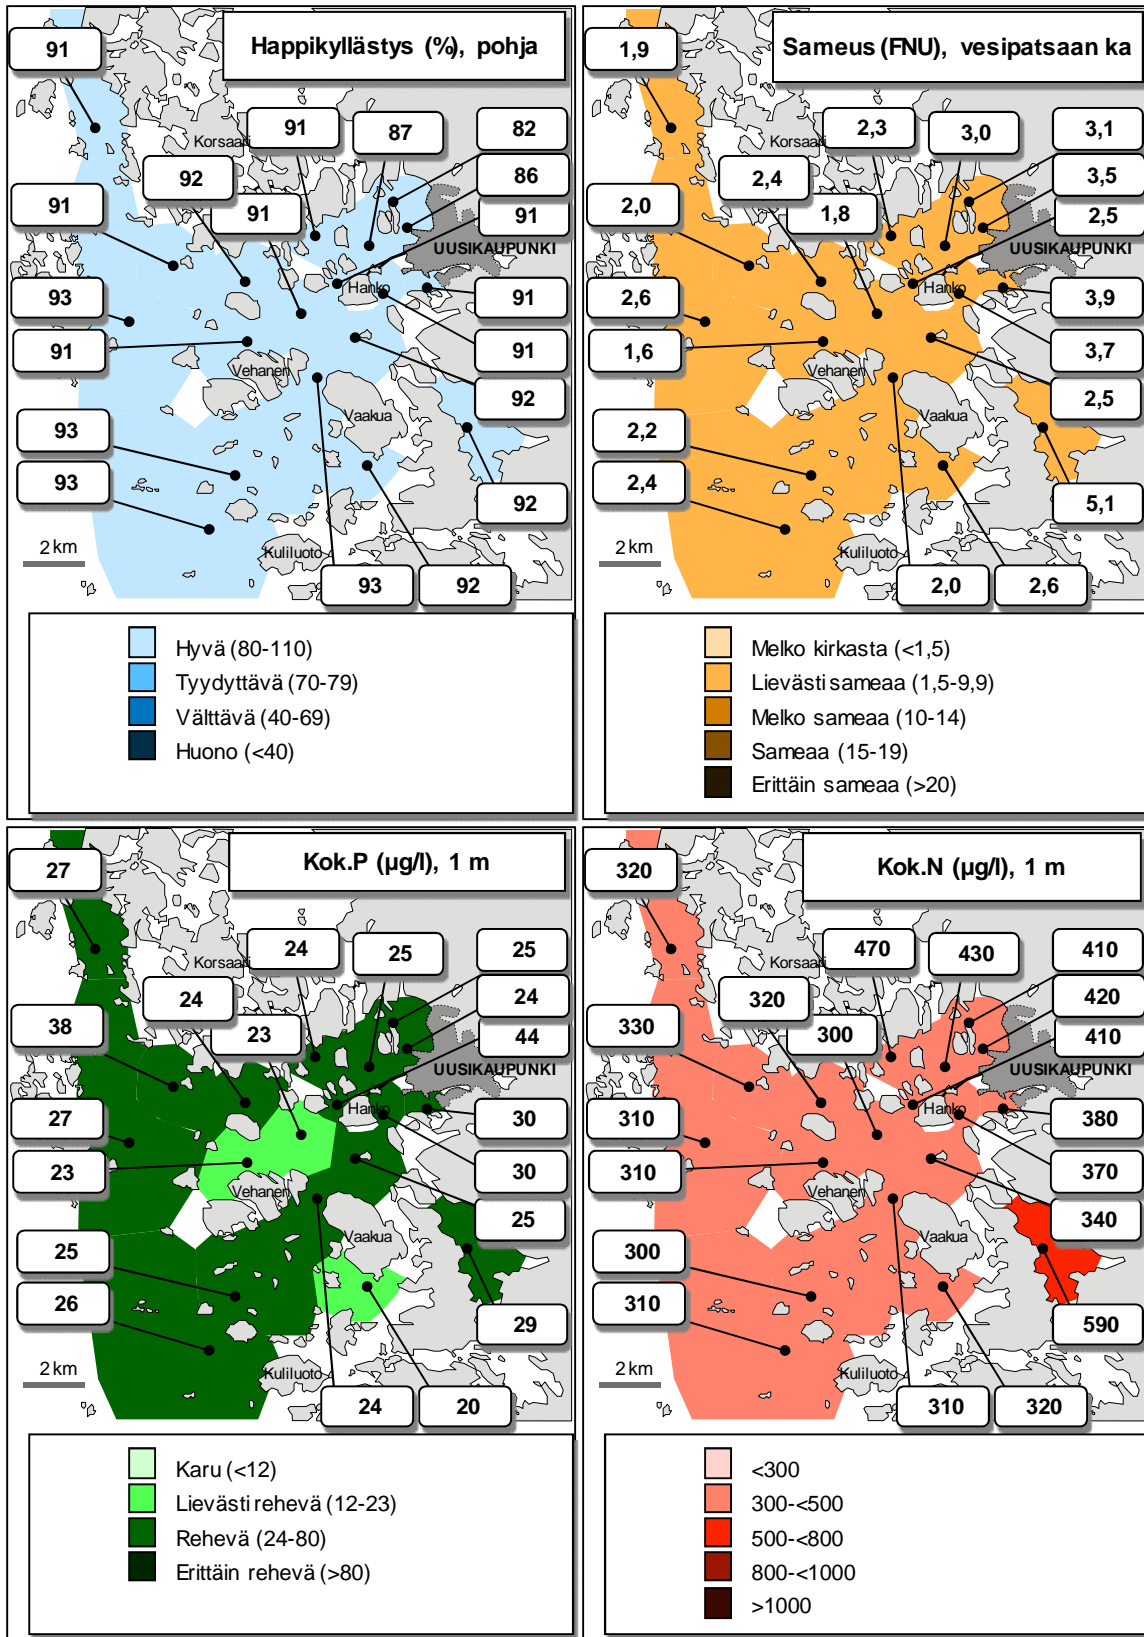 Happikyllästys (%), pohja
91
Korsaari
91
87
82
92
86
91
91
91
UUSIKAUPUNKI
93
Hanko
91
91
91
Vehanen
92
Vaakua
93
93
92
2 km
Kuliluoto
93
92
Hyvä (80-110)
Tyydyttävä (70-79)
Välttävä (40-69)
Huono (<40)
Sameus (FNU), vesipatsaan ka
1,9
Korsaari
2,3
3,0
3,1
2,4
3,5
2,0
1,8
2,5
UUSIKAUPUNKI
2,6
Hanko
3,9
1,6
3,7
Vehanen
2,5
Vaakua
2,2
2,4
5,1
2 km
Kuliluoto
2,0
2,6
Melko kirkasta (<1,5)
Lievästi sameaa (1,5-9,9)
Melko sameaa (10-14)
Sameaa (15-19)
Erittäin sameaa (>20)
Kok.P (µg/l), 1 m
27
Korsaari
24
25
25
24
24
38
23
44
UUSIKAUPUNKI
27
Hanko
30
23
30
Vehanen
25
Vaakua
25
26
29
2 km
Kuliluoto
24
20
Karu (<12)
Lievästi rehevä (12-23)
Rehevä (24-80)
Erittäin rehevä (>80)
Kok.N (µg/l), 1 m
320
Korsaari
470
430
410
320
420
330
300
410
UUSIKAUPUNKI
310
Hanko
380
310
370
Vehanen
340
Vaakua
300
310
590
2 km
Kuliluoto
310
320
<300
300-<500
500-<800
800-<1000
>1000